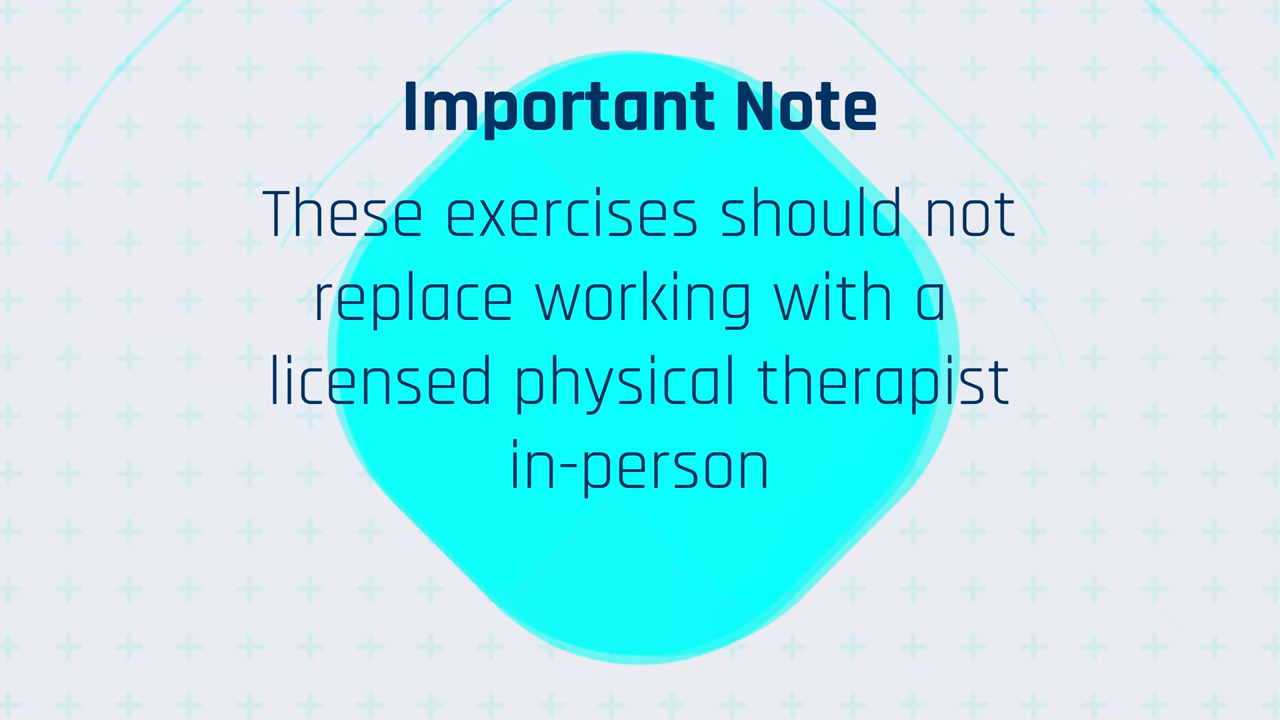 Important Note
These exercises should not
replace working with a
licensed physical therapist
in-person